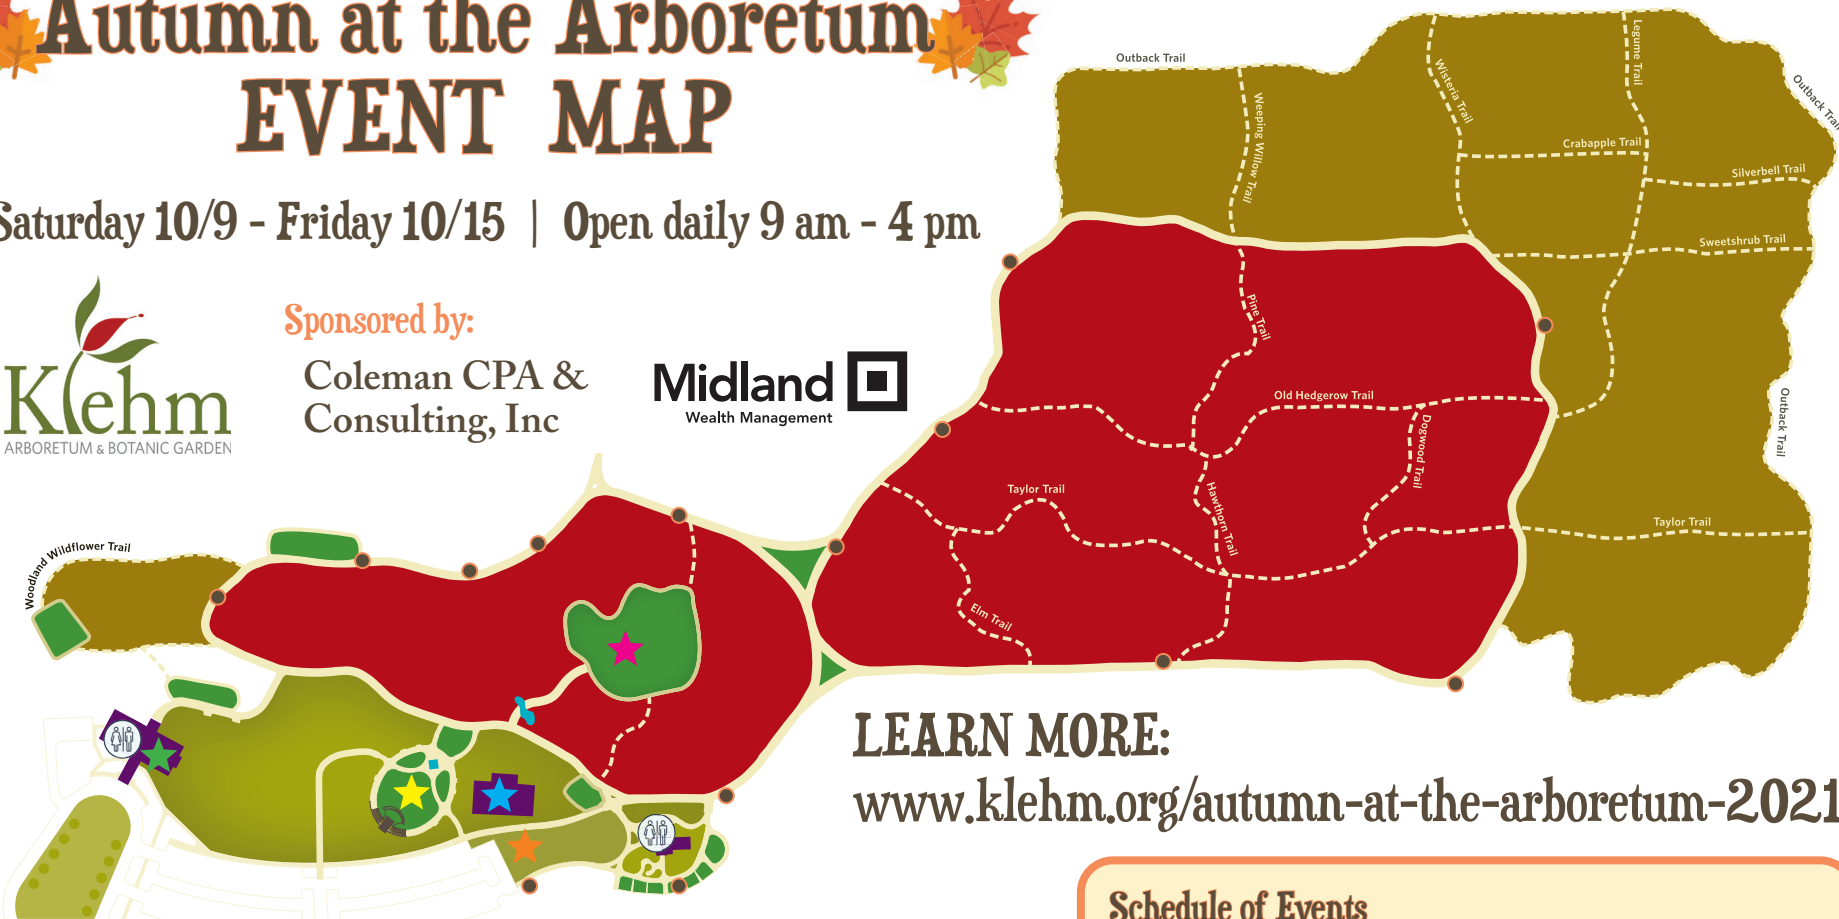 Autumn at the Arboretum
EVENT MAP
Saturday 10/9 - Friday 10/15 | Open daily 9 am - 4 pm
Klehm
ARBORETUM & BOTANIC GARDEN
Sponsored by:
Coleman CPA &
Consulting, Inc
Midland
Wealth Management
Outback Trail
Weeping Willow Trail
Wisteria Trail
Legume Trail
Outback Trail
Crabapple Trail
Silverbell Trail
Sweetshrub Trail
Pine Trail
Old Hedgerow Trail
Dogwood Trail
Outback Trail
Taylor Trail
Hawthorn Trail
Taylor Trail
Elm Trail
Woodland Wildflower Trail
LEARN MORE:
www.klehm.org/autumn-at-the-arboretum-2021
Schedule of Events